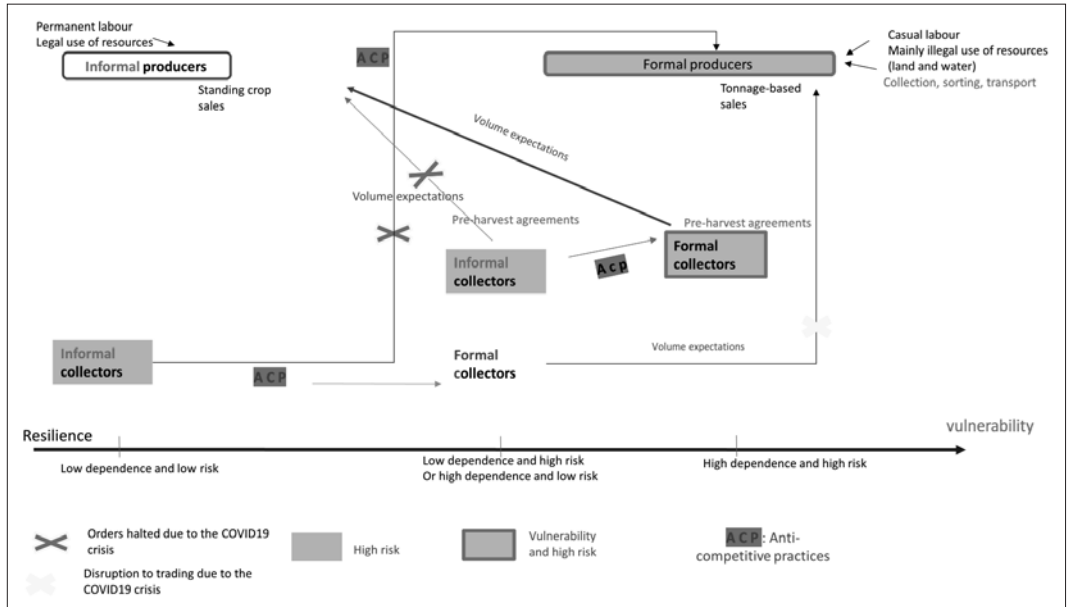 Permanent labour
Legal use of resources
Informal producers
Standing crop
sales
A C P
Formal producers
Tonnage-based
sales
Casual labour
Mainly illegal use of resources
(land and water)
Collection, sorting, transport
Volume expectations
Volume expectations
Pre-harvest agreements
Pre-harvest agreements
Informal
collectors
A c p
Formal
collectors
Informal
collectors
A C P
Formal
collectors
Volume expectations
Resilience
vulnerability
Low dependence and low risk
Low dependence and high risk
Or high dependence and low risk
High dependence and high risk
Orders halted due to the COVID19
crisis
Disruption to trading due to the
COVID19 crisis
High risk
Vulnerability
and high risk
A C P: Anti-
competitive practices